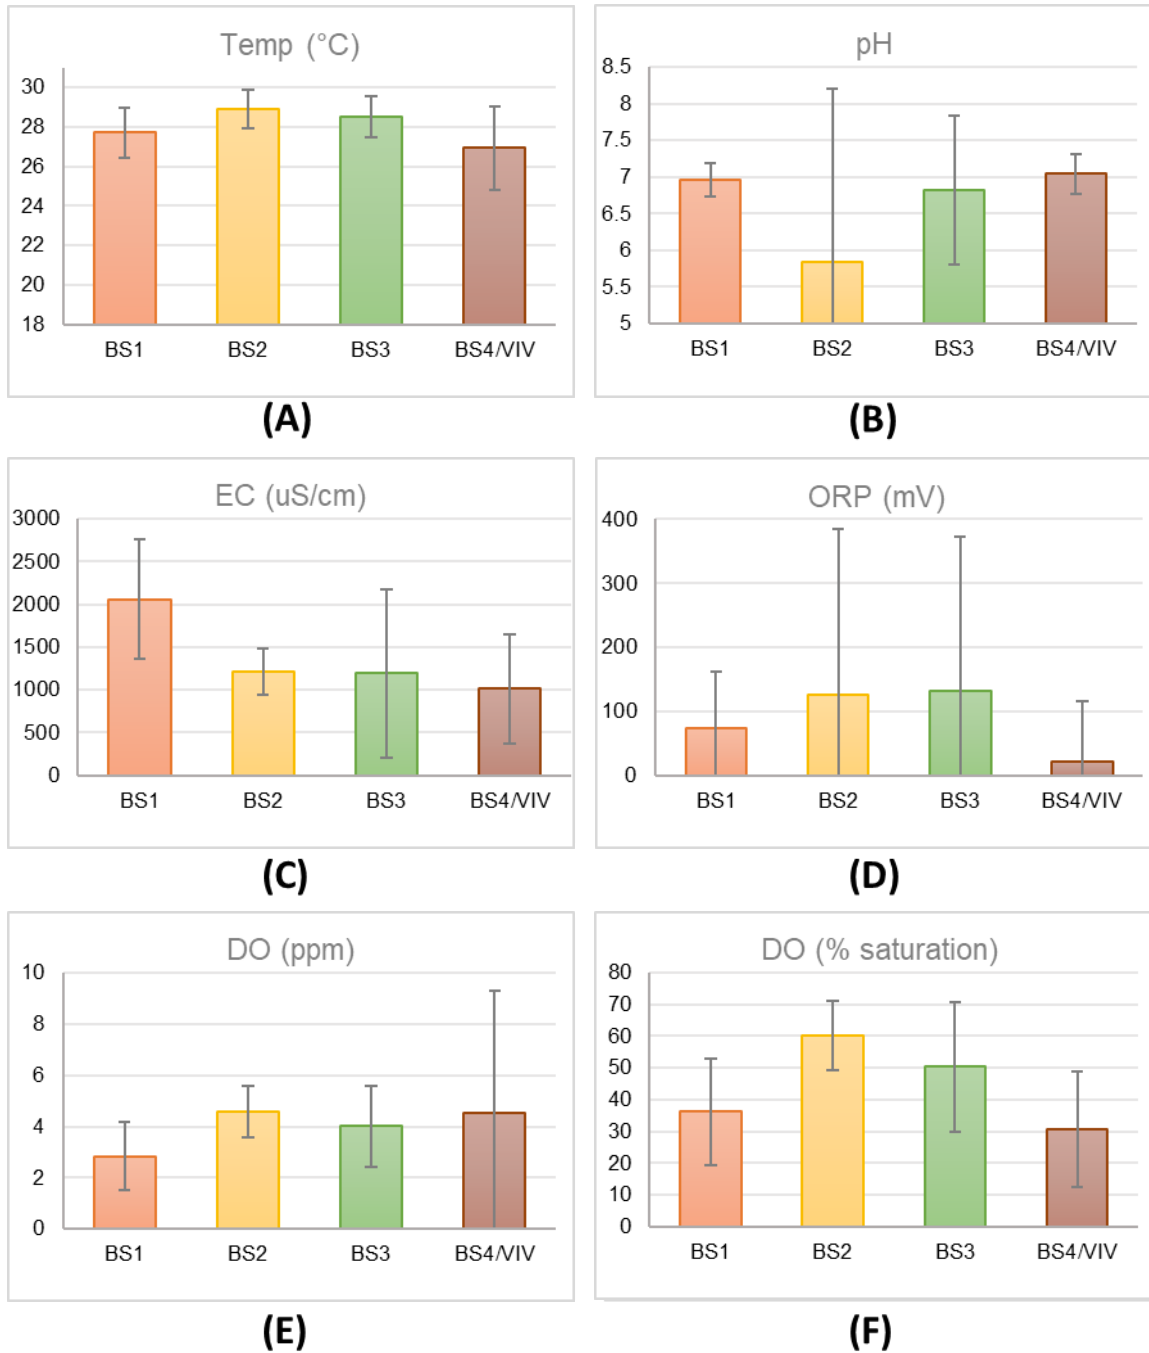 Temp (°C)
30
28
26
24
22
20
18
BS1 BS2 BS3 BS4/VIV
(A)
pH
8.5
8
7.5
7
6.5
6
5.5
5
BS1 BS2 BS3 BS4/VIV
(B)
EC (uS/cm)
3000
2500
2000
1500
1000
500
0
BS1 BS2 BS3 BS4/VIV
(C)
ORP (mV)
400
300
200
100
0
BS1 BS2 BS3 BS4/VIV
(D)
DO (ppm)
10
8
6
4
2
0
BS1 BS2 BS3 BS4/VIV
(E)
DO (% saturation)
80
70
60
50
40
30
20
10
0
BS1 BS2 BS3 BS4/VIV
(F)